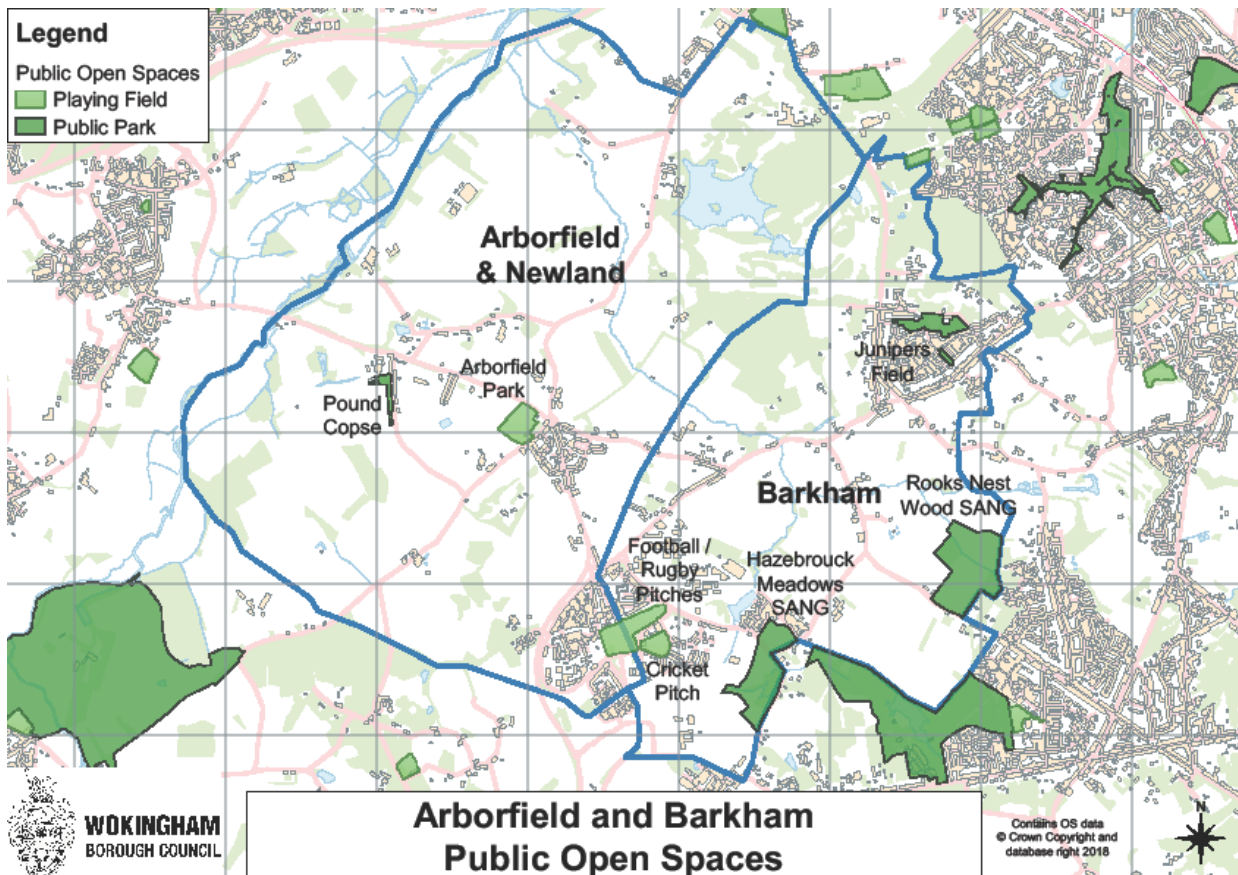 Legend
Public Open Spaces
Playing Field
Public Park
Arborfield
& Newland
Arborfield
Park
Pound
Copse
Junipers
Field
Barkham
Rooks Nest
Wood SANG
Football /
Rugby
Pitches
Hazebrouck
Meadows
SANG
Cricket
Pitch
WOKINGHAM
BOROUGH COUNCIL
Arborfield and Barkham
Public Open Spaces
Contains OS data
© Crown Copyright and
database right 2018
N